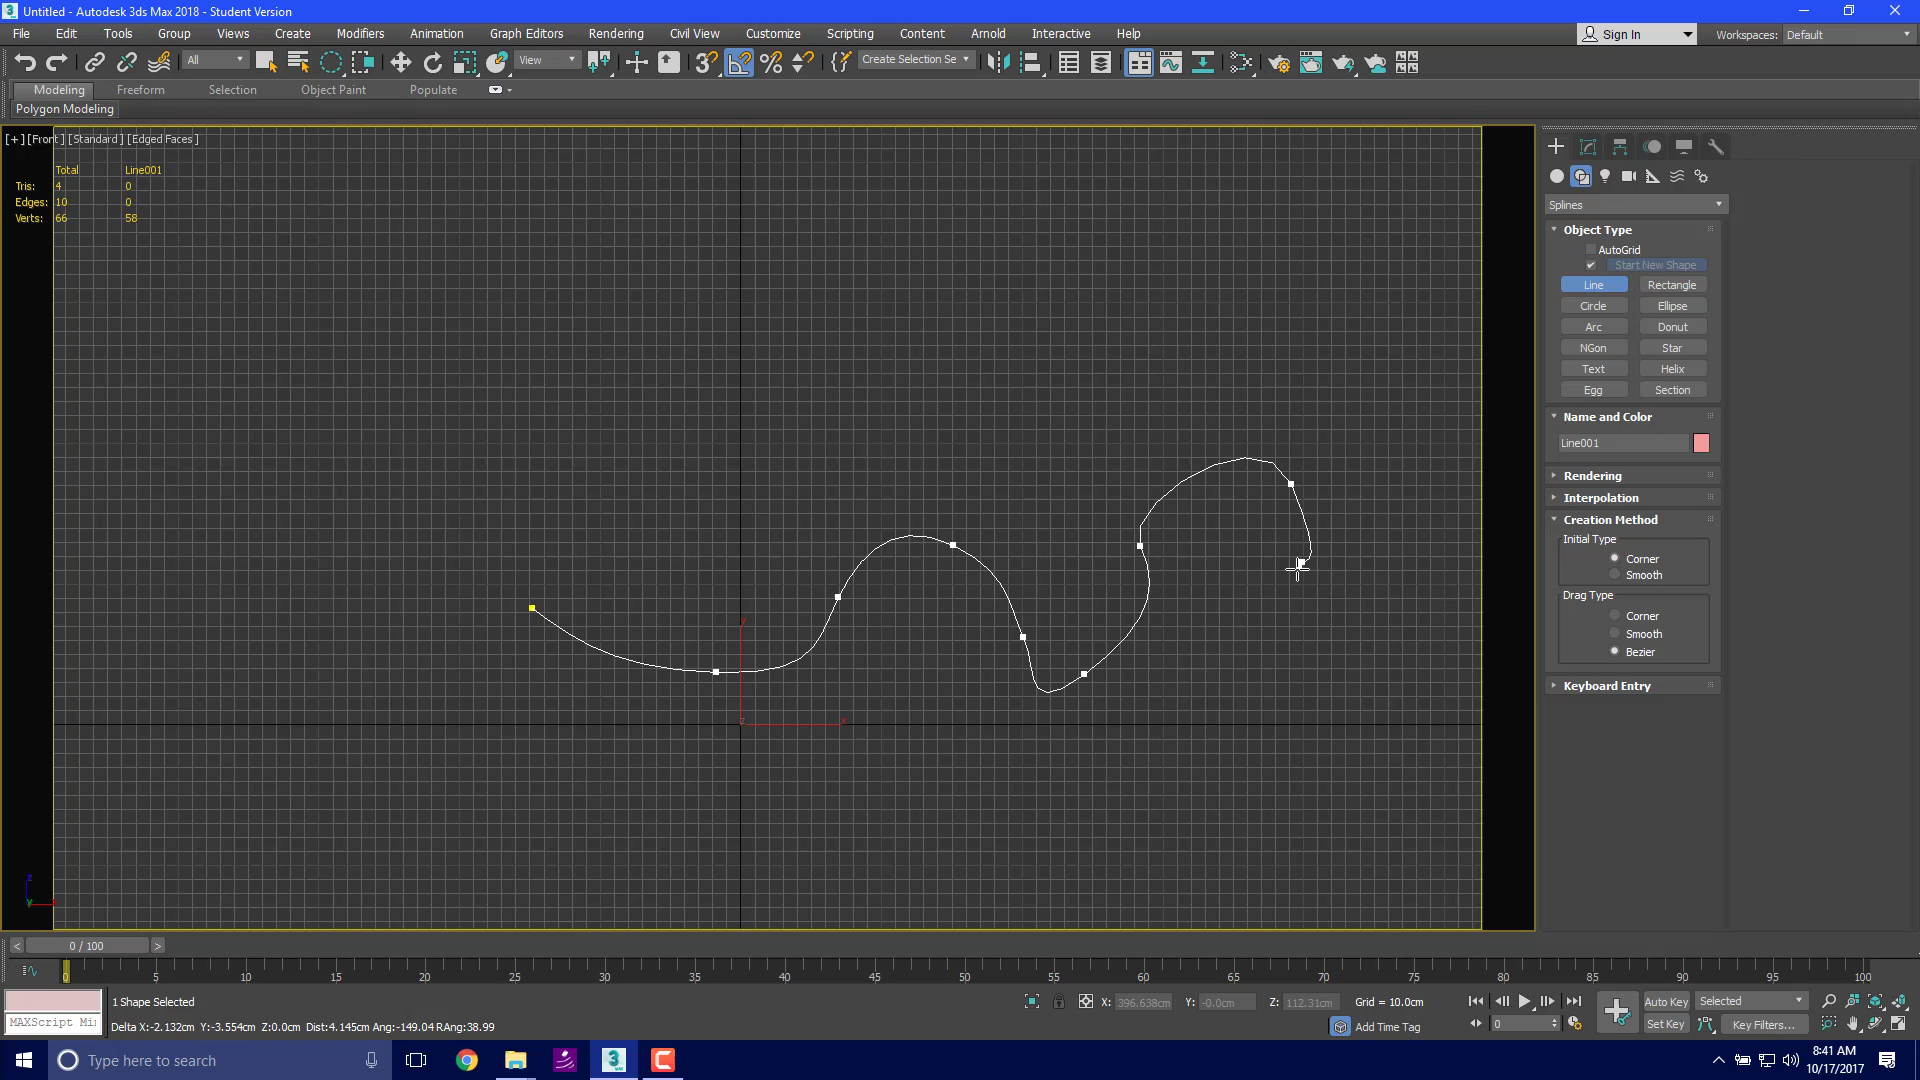 Untitled - Autodesk 3ds Max 2018 - Student Version
File Edit Tools Group Views Create Modifiers Animation Graph Editors Rendering Civil View Customize Scripting Content Arnold Interactive Help
Sign In
Workspaces: Default
All
View
Create Selection Se
Modeling Freeform Selection Object Paint Populate
Polygon Modeling
[+] [Front] [Standard] [Edged Faces]
Total Line001
Tris: 4 0
Edges: 10 0
Verts: 66 58
Splines
Object Type
AutoGrid
Start New Shape
Line Rectangle
Circle Ellipse
Arc Donut
NGon Star
Text Helix
Egg Section
Name and Color
Line001
Rendering
Interpolation
Creation Method
Initial Type
Corner
Smooth
Drag Type
Corner
Smooth
Bezier
Keyboard Entry
y
z x
z
y
0 / 100
0 5 10 15 20 25 30 35 40 45 50 55 60 65 70 75 80 85 90 95 100
1 Shape Selected
X: 396.638cm Y: -0.0cm Z: 112.31cm Grid = 10.0cm
Auto Key Selected
MAXScript Mi
Delta X:-2.132cm Y:-3.554cm Z:0.0cm Dist:4.145cm Ang:-149.04 RAng:38.99
Add Time Tag
0
Set Key Key Filters...
Type here to search
8:41 AM
10/17/2017